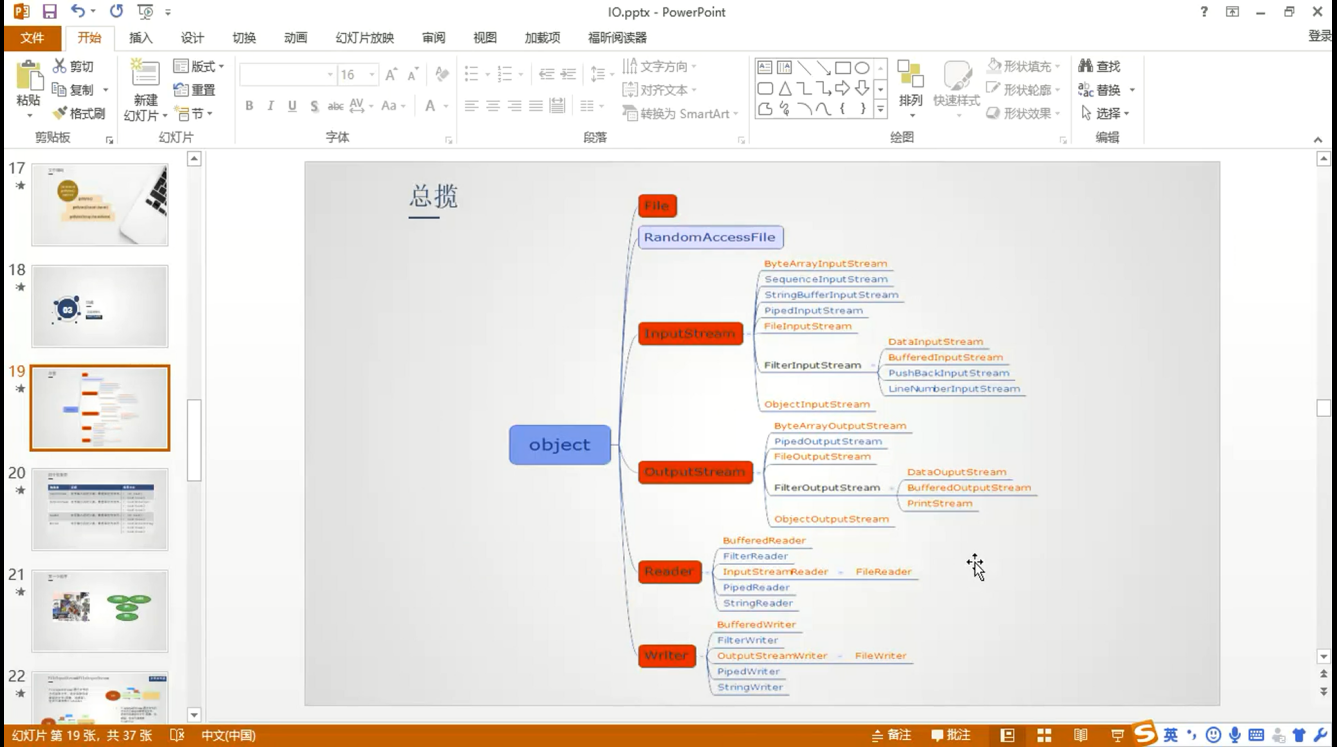 IO.pptx - PowerPoint
登录
文件 开始 插入 设计 切换 动画 幻灯片放映 审阅 视图 加载项 福昕阅读器
粘贴
剪切
复制
格式刷
剪贴板
新建
幻灯片
版式
重置
节
幻灯片
16
B I U S abc AV Aa A
字体
文字方向
对齐文本
转换为 SmartArt
段落
排列
快速样式
形状填充
形状轮廓
形状效果
绘图
查找
替换
选择
编辑
17
18
19
20
21
22
总揽
object
File
RandomAccessFile
InputStream
ByteArrayInputStream
SequenceInputStream
StringBufferInputStream
PipedInputStream
FileInputStream
FilterInputStream
DataInputStream
BufferedInputStream
PushBackInputStream
LineNumberInputStream
ObjectInputStream
OutputStream
ByteArrayOutputStream
PipedOutputStream
FileOutputStream
FilterOutputStream
DataOuputStream
BufferedOutputStream
PrintStream
ObjectOutputStream
Reader
BufferedReader
FilterReader
InputStreamReader
FileReader
PipedReader
StringReader
Writer
BufferedWriter
FilterWriter
OutputStreamWriter
FileWriter
PipedWriter
StringWriter
幻灯片 第 19 张，共 37 张 中文(中国) 备注 批注 英